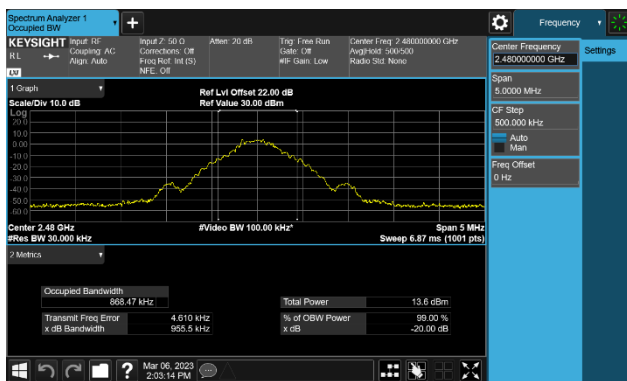 Spectrum Analyzer 1
Occupied BW
+
Frequency
KEYSIGHT Input: RF
R L
Coupling: AC
Align: Auto
LXI
Input Z: 50 Ω
Corrections: Off
Freq Ref: Int (S)
NFE: Off
Atten: 20 dB
Trig: Free Run
Gate: Off
#IF Gain: Low
Center Freq: 2.480000000 GHz
Avg|Hold: 500/500
Radio Std: None
Center Frequency
2.480000000 GHz
Settings
Span
5.0000 MHz
CF Step
500.000 kHz
Auto
Man
Freq Offset
0 Hz
1 Graph
Scale/Div 10.0 dB
Ref Lvl Offset 22.00 dB
Ref Value 30.00 dBm
Log
20.0
10.0
0.00
-10.0
-20.0
-30.0
-40.0
-50.0
-60.0
Center 2.48 GHz
#Res BW 30.000 kHz
#Video BW 100.00 kHz*
Span 5 MHz
Sweep 6.87 ms (1001 pts)
2 Metrics
Occupied Bandwidth
868.47 kHz
Total Power 13.6 dBm
Transmit Freq Error 4.610 kHz
% of OBW Power 99.00 %
x dB Bandwidth 955.5 kHz
x dB -20.00 dB
?
Mar 06, 2023
2:03:14 PM